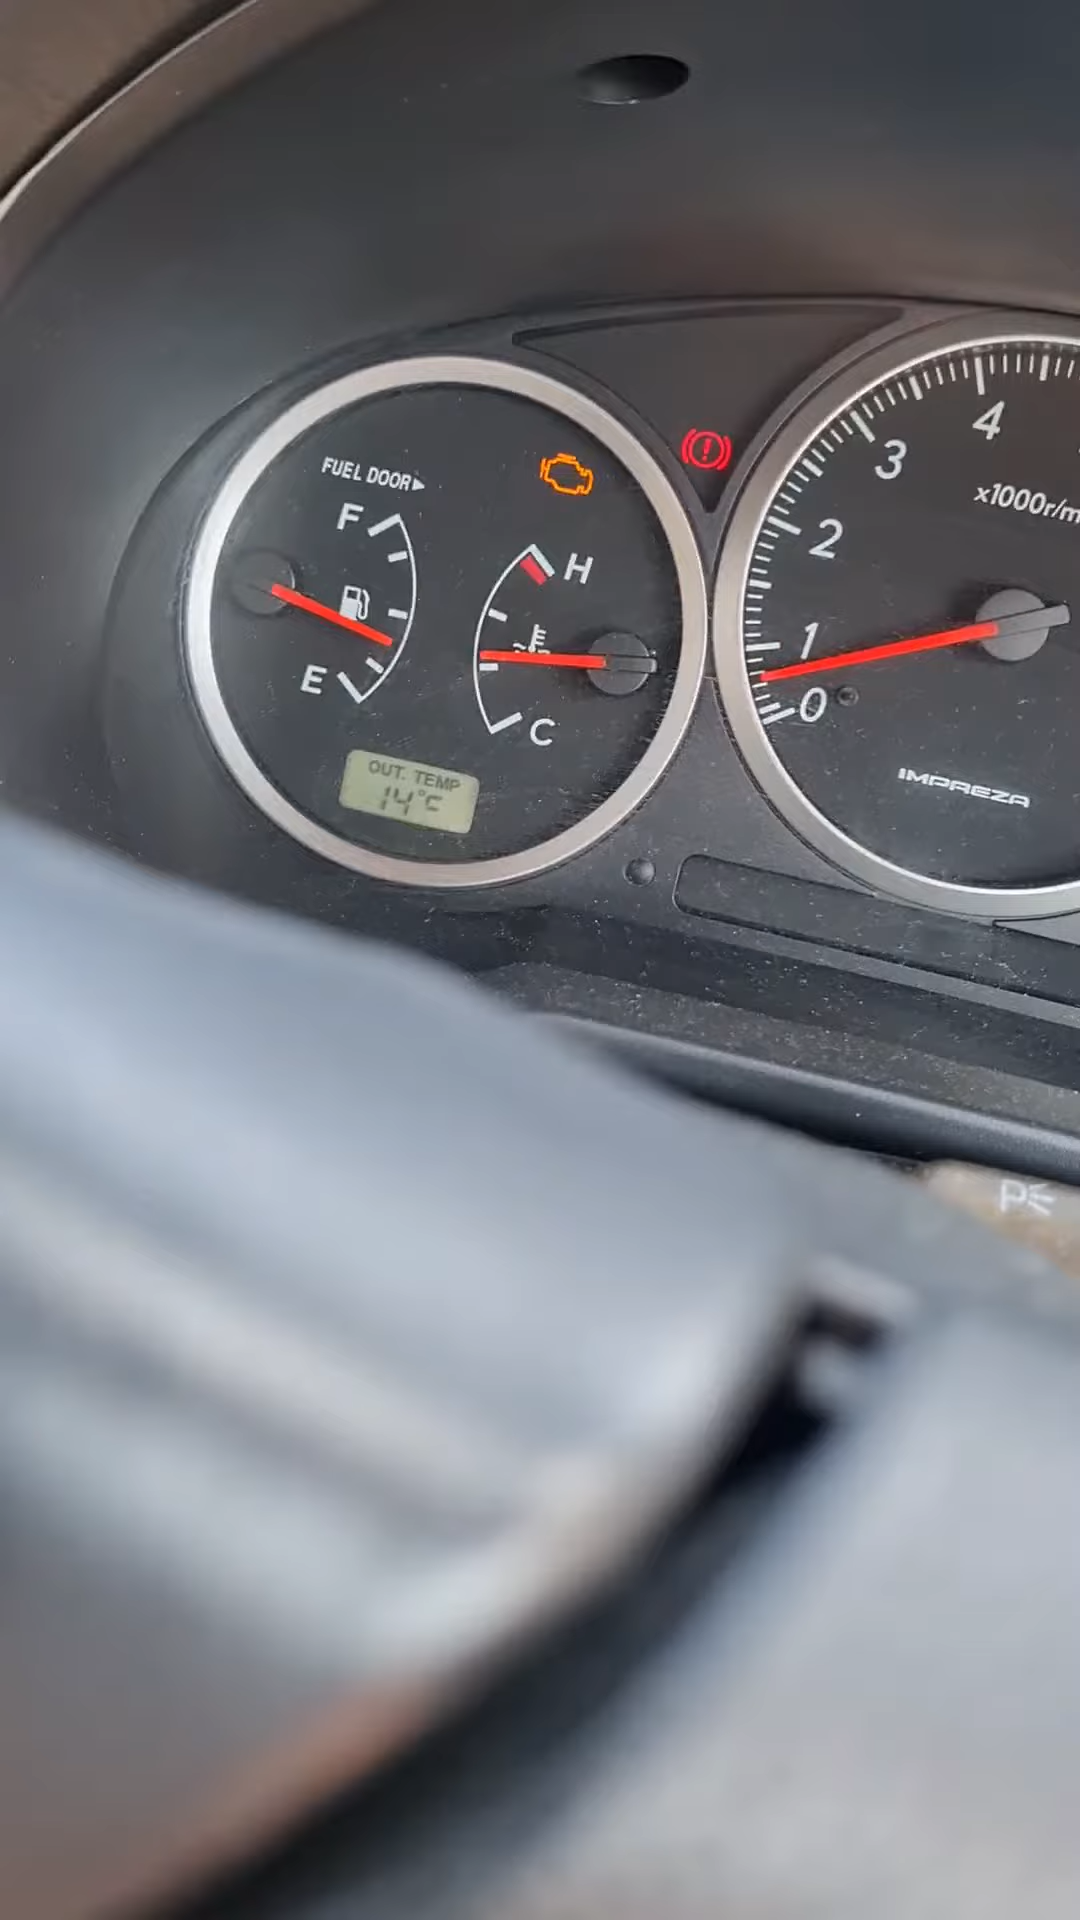 FUEL DOOR▶
F
E
H
C
OUT. TEMP
14°C
4
3
2
1
0
x1000r/m
IMPREZA
P